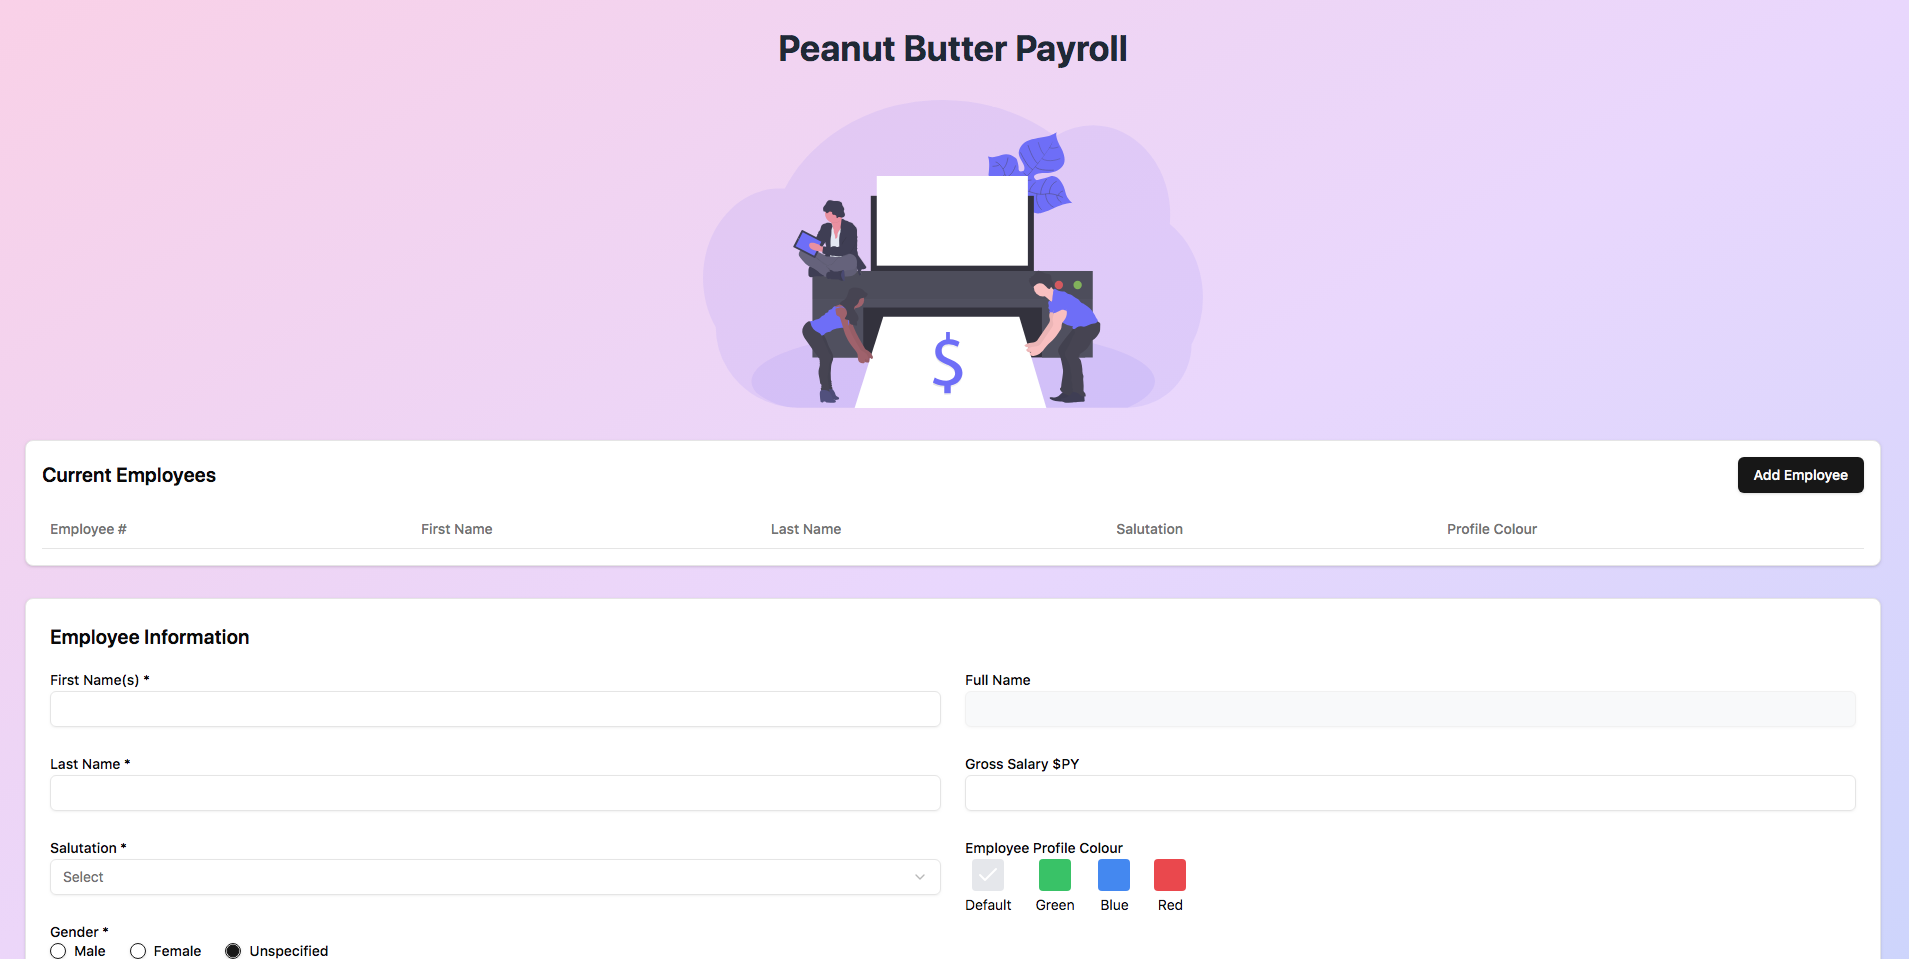 Peanut Butter Payroll
$
Current Employees
Add Employee
Employee # First Name Last Name Salutation Profile Colour
Employee Information
First Name(s) *
Full Name
Last Name *
Gross Salary $PY
Salutation *
Select
Employee Profile Colour
Default Green Blue Red
Gender *
Male Female Unspecified